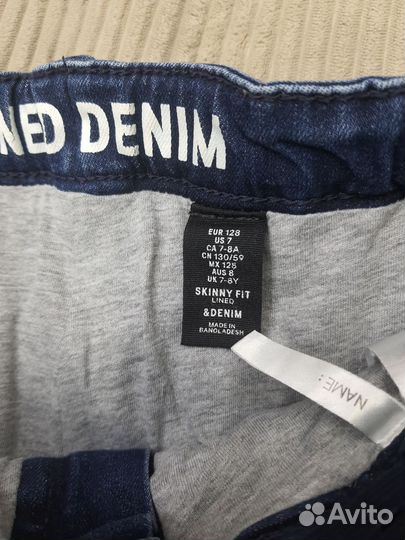 NED DENIM
EUR 128
US 7
CA 7-8A
CN 130/59
MX 128
AUS 8
UK 7-8Y
SKINNY FIT
LINED
&DENIM
MADE IN
BANGLADESH
NAME:
Avito